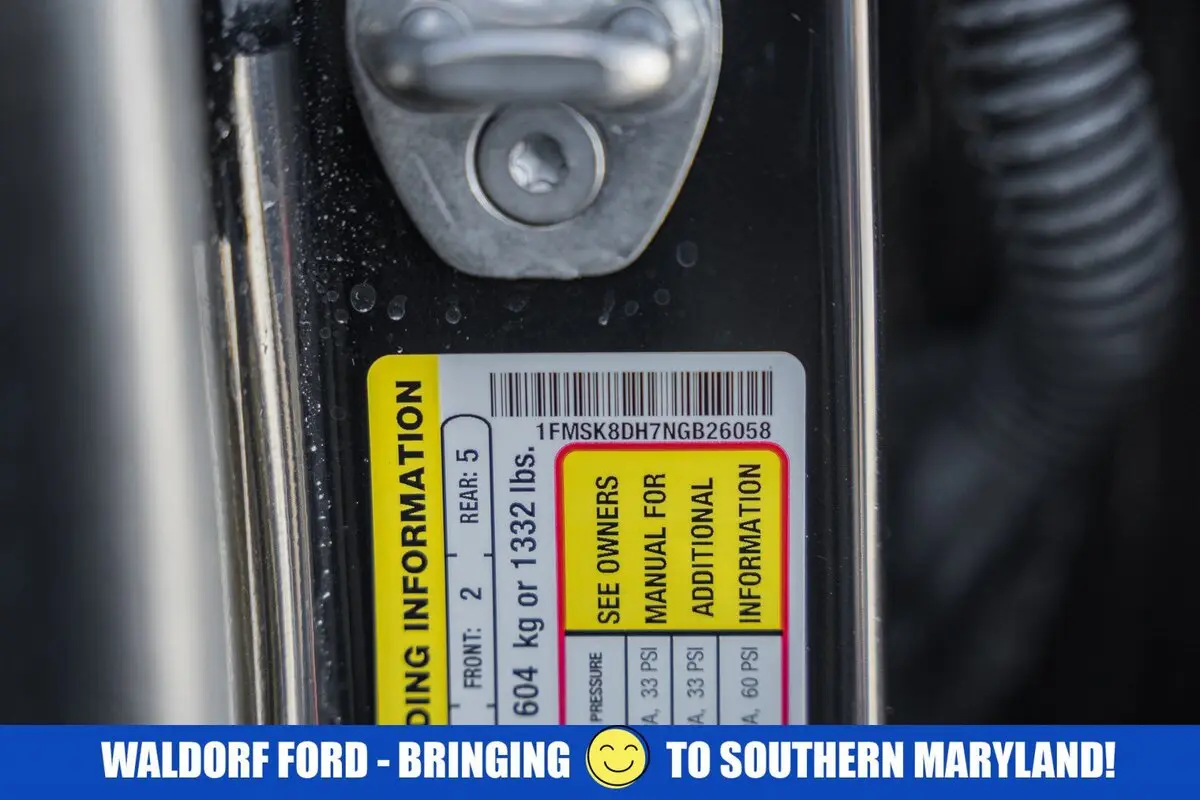 1FMSK8DH7NGB26058
DING INFORMATION
FRONT: 2 REAR: 5
604 kg or 1332 lbs.
SEE OWNERS
MANUAL FOR
ADDITIONAL
INFORMATION
PRESSURE
A, 33 PSI
A, 33 PSI
A, 60 PSI
WALDORF FORD - BRINGING TO SOUTHERN MARYLAND!